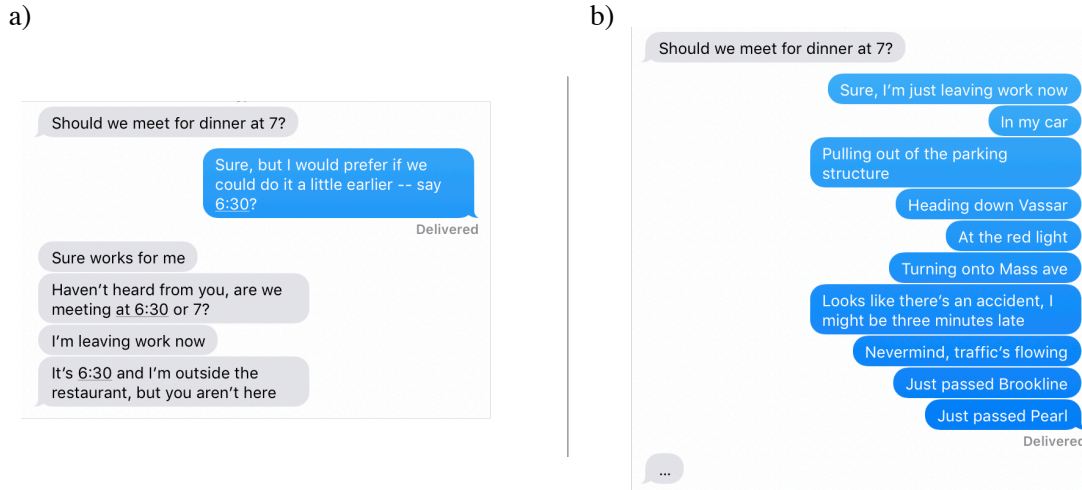 a)
Should we meet for dinner at 7?
Sure, but I would prefer if we
could do it a little earlier -- say
6:30?
Delivered
Sure works for me
Haven't heard from you, are we
meeting at 6:30 or 7?
I'm leaving work now
It's 6:30 and I'm outside the
restaurant, but you aren't here
b)
Should we meet for dinner at 7?
Sure, I'm just leaving work now
In my car
Pulling out of the parking
structure
Heading down Vassar
At the red light
Turning onto Mass ave
Looks like there's an accident, I
might be three minutes late
Nevermind, traffic's flowing
Just passed Brookline
Just passed Pearl
Delivered
...